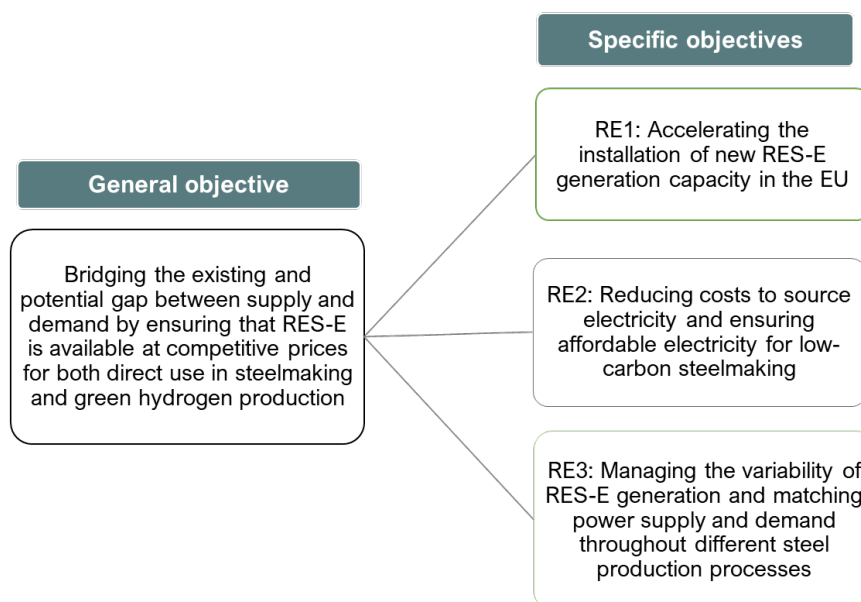 General objective
Bridging the existing and
potential gap between supply and
demand by ensuring that RES-E
is available at competitive prices
for both direct use in steelmaking
and green hydrogen production
Specific objectives
RE1: Accelerating the
installation of new RES-E
generation capacity in the EU
RE2: Reducing costs to source
electricity and ensuring
affordable electricity for low-
carbon steelmaking
RE3: Managing the variability of
RES-E generation and matching
power supply and demand
throughout different steel
production processes